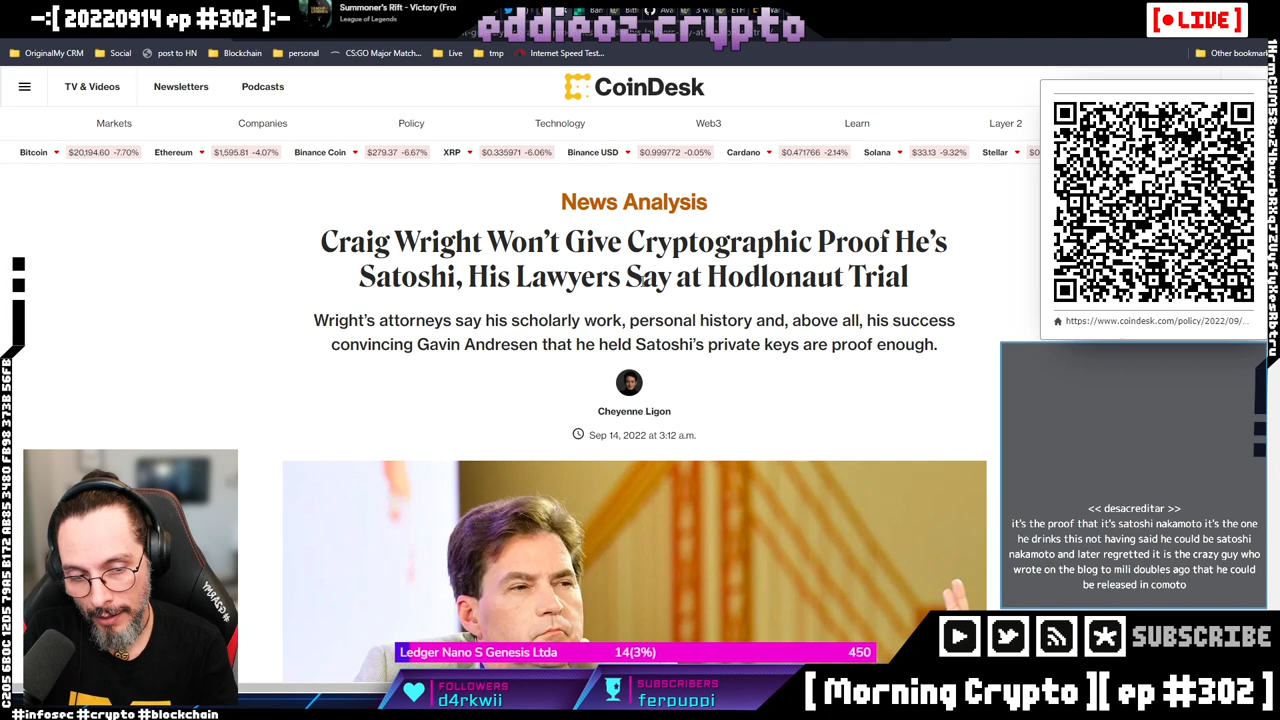 -:[ 20220914 ep #302 ]:-
Summoner's Rift - Victory (Fro
League of Legends
eddieoz.crypto
[ • LIVE ]
OriginalMy CRM
Social
post to HN
Blockchain
personal
CS:GO Major Match...
Live
tmp
Internet Speed Test...
Other bookmar
TV & Videos
Newsletters
Podcasts
CoinDesk
Markets
Companies
Policy
Technology
Web3
Learn
Layer 2
Bitcoin $20,194.60 -7.70%
Ethereum $1,595.81 -4.07%
Binance Coin $279.37 -6.67%
XRP $0.335971 -6.06%
Binance USD $0.999772 -0.05%
Cardano $0.471766 -2.14%
Solana $33.13 -9.32%
Stellar $0
News Analysis
Craig Wright Won't Give Cryptographic Proof He's
Satoshi, His Lawyers Say at Hodlonaut Trial
Wright's attorneys say his scholarly work, personal history and, above all, his success
convincing Gavin Andresen that he held Satoshi's private keys are proof enough.
Cheyenne Ligon
Sep 14, 2022 at 3:12 a.m.
https://www.coindesk.com/policy/2022/09/...
<< desacreditar >>
it's the proof that it's satoshi nakamoto it's the one
he drinks this not having said he could be satoshi
nakamoto and later regretted it is the crazy guy who
wrote on the blog to mili doubles ago that he could
be released in comoto
Ledger Nano S Genesis Ltda 14(3%) 450
FOLLOWERS
d4rkwii
SUBSCRIBERS
ferpuppi
SUBSCRIBE
[ Morning Crypto ][ ep #302 ]
#infosec #crypto #blockchain